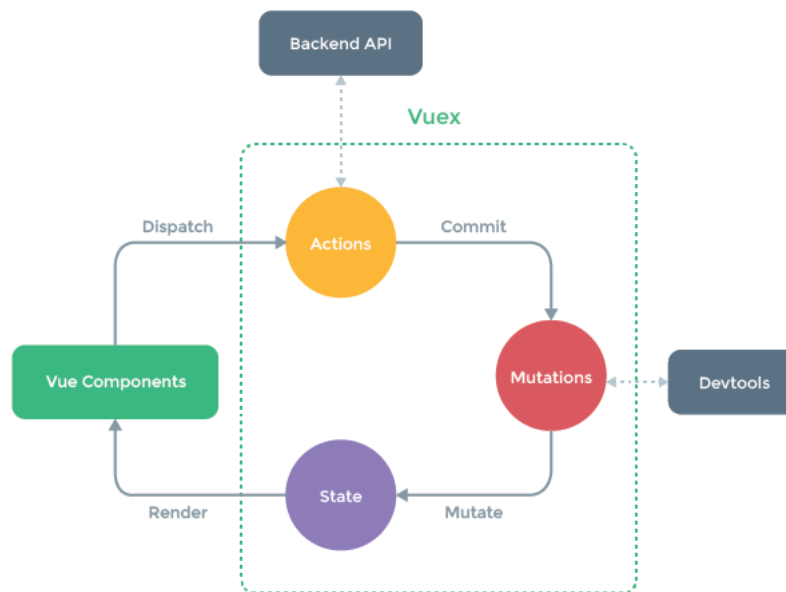 Backend API
Vuex
Dispatch
Actions
Commit
Vue Components
Mutations
Devtools
State
Render
Mutate